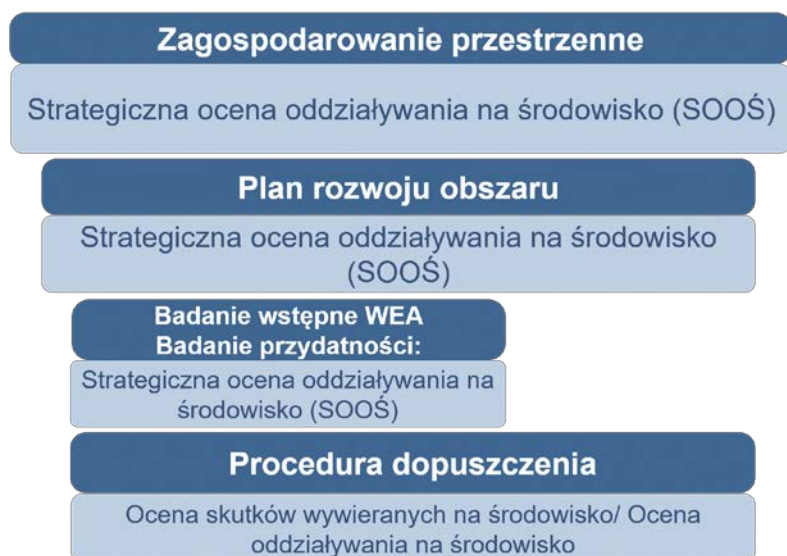 Zagospodarowanie przestrzenne
Strategiczna ocena oddziaływania na środowisko (SOOŚ)
Plan rozwoju obszaru
Strategiczna ocena oddziaływania na środowisko
(SOOŚ)
Badanie wstępne WEA
Badanie przydatności:
Strategiczna ocena oddziaływania na
środowisko (SOOŚ)
Procedura dopuszczenia
Ocena skutków wywieranych na środowisko/ Ocena
oddziaływania na środowisko